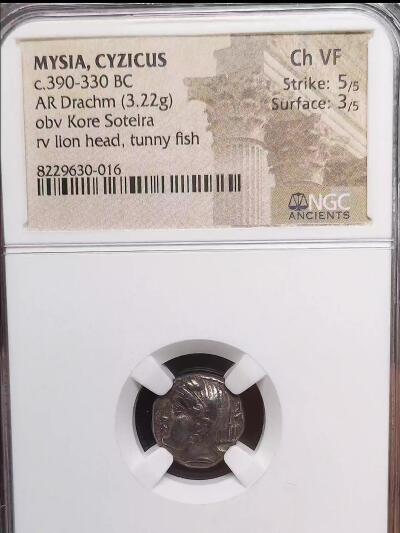 MYSIA, CYZICUS
c.390-330 BC
AR Drachm (3.22g)
obv Kore Soteira
rv lion head, tunny fish
8229630-016
Ch VF
Strike: 5/5
Surface: 3/5
NGC
ANCIENTS